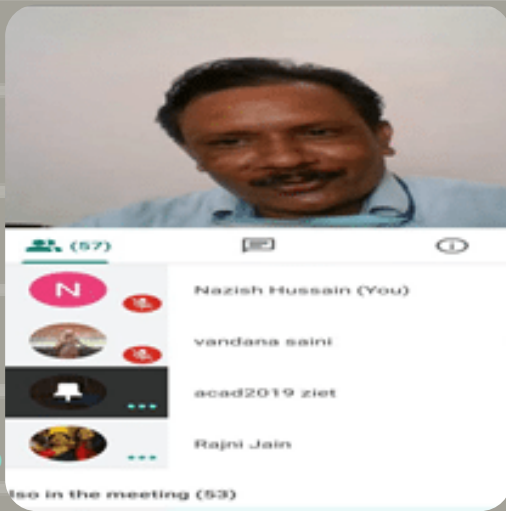 (57)
N
Nazish Hussain (You)
vandana saini
acad2019 ziet
Rajni Jain
lso in the meeting (53)